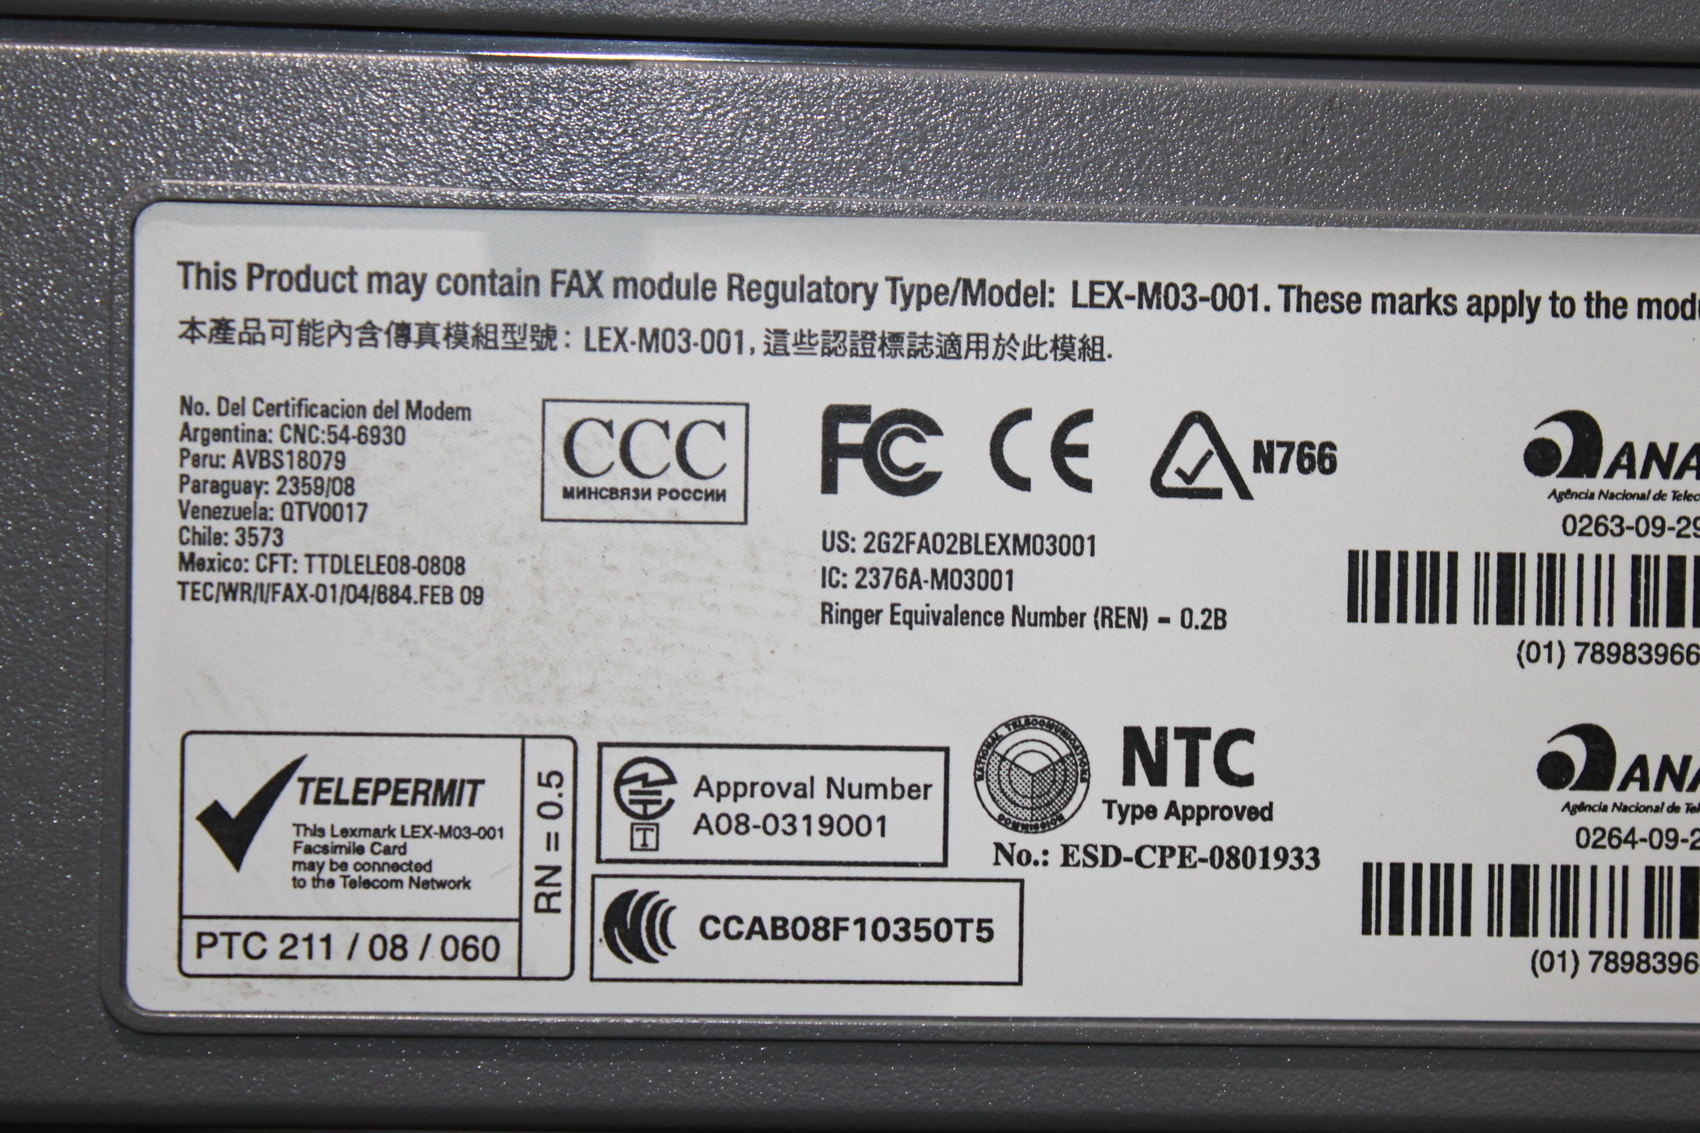 This Product may contain FAX module Regulatory Type/Model: LEX-M03-001. These marks apply to the
本產品可能內含傳真模組型號：LEX-M03-001, 這些認證標誌適用於此模組.
No. Del Certificacion del Modem
Argentina: CNC:54-6930
Peru: AVBS18079
Paraguay: 2359/08
Venezuela: QTV0017
Chile: 3573
Mexico: CFT: TTDLELE08-0808
TEC/WR/I/FAX-01/04/684.FEB 09
CCC
МИНСВЯЗИ РОССИИ
FC CE N766
US: 2G2FA02BLEXM03001
IC: 2376A-M03001
Ringer Equivalence Number (REN) - 0.2B
ANA
Agência Nacional de
0263-09-29
(01) 78983966
TELEPERMIT
This Lexmark LEX-M03-001
Facsimile Card
may be connected
to the Telecom Network
PTC 211 / 08 / 060
RN = 0.5
T
Approval Number
A08-0319001
CCAB08F10350T5
NATIONAL TELECOMMUNICATIONS
COMMISSION
NTC
Type Approved
No.: ESD-CPE-0801933
ANA
Agência Nacional de
0264-09-2
(01) 7898396